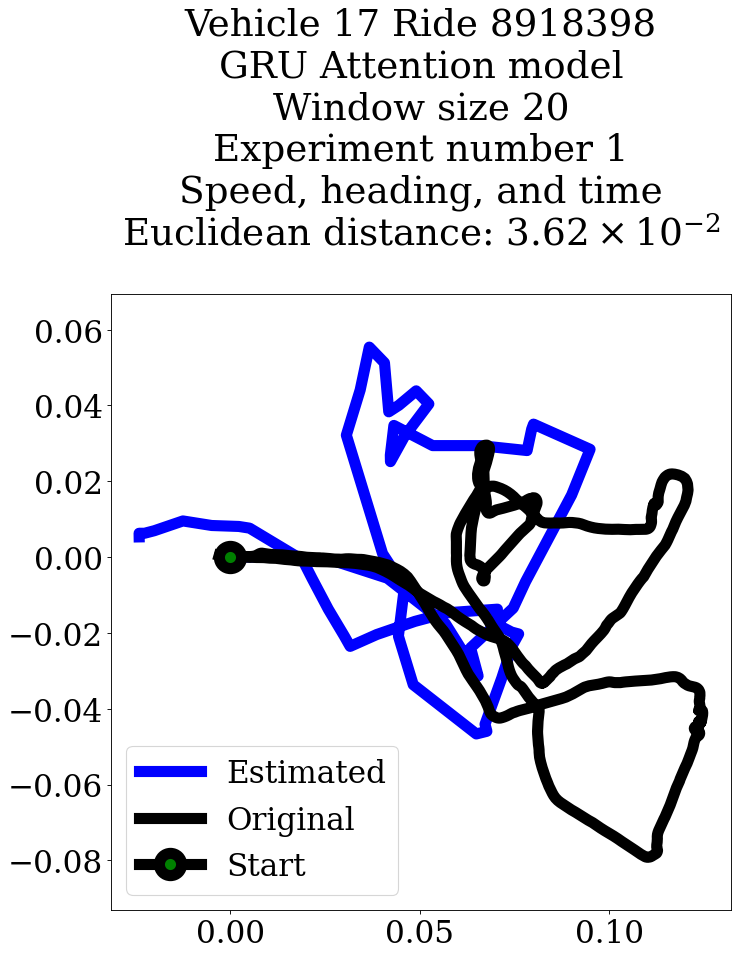 Vehicle 17 Ride 8918398
GRU Attention model
Window size 20
Experiment number 1
Speed, heading, and time
Euclidean distance: 3.62 × 10⁻²
0.06
0.04
0.02
0.00
−0.02
−0.04
−0.06
−0.08
Estimated
Original
Start
0.00 0.05 0.10